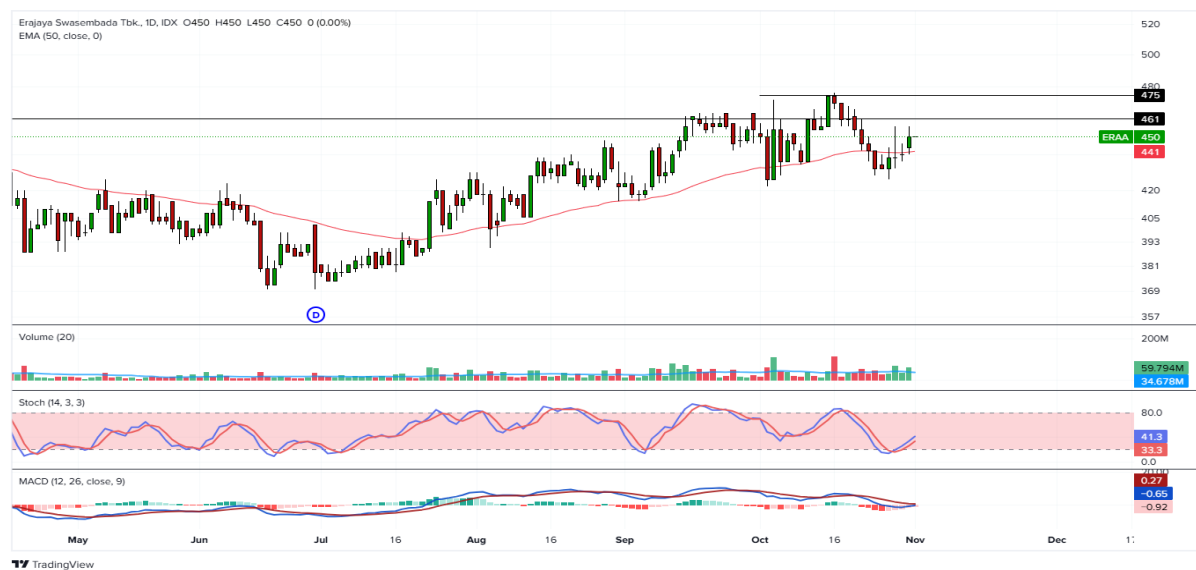 Erajaya Swasembada Tbk., 1D, IDX O450 H450 L450 C450 0 (0.00%)
EMA (50, close, 0)
520
500
480
475
461
ERAA 450
441
420
405
393
381
369
357
D
Volume (20)
200M
59.794M
34.678M
Stoch (14, 3, 3)
80.0
41.3
33.3
0.0
MACD (12, 26, close, 9)
20.00
0.27
−0.65
−0.92
May Jun Jul 16 Aug 16 Sep Oct 16 Nov Dec
TradingView